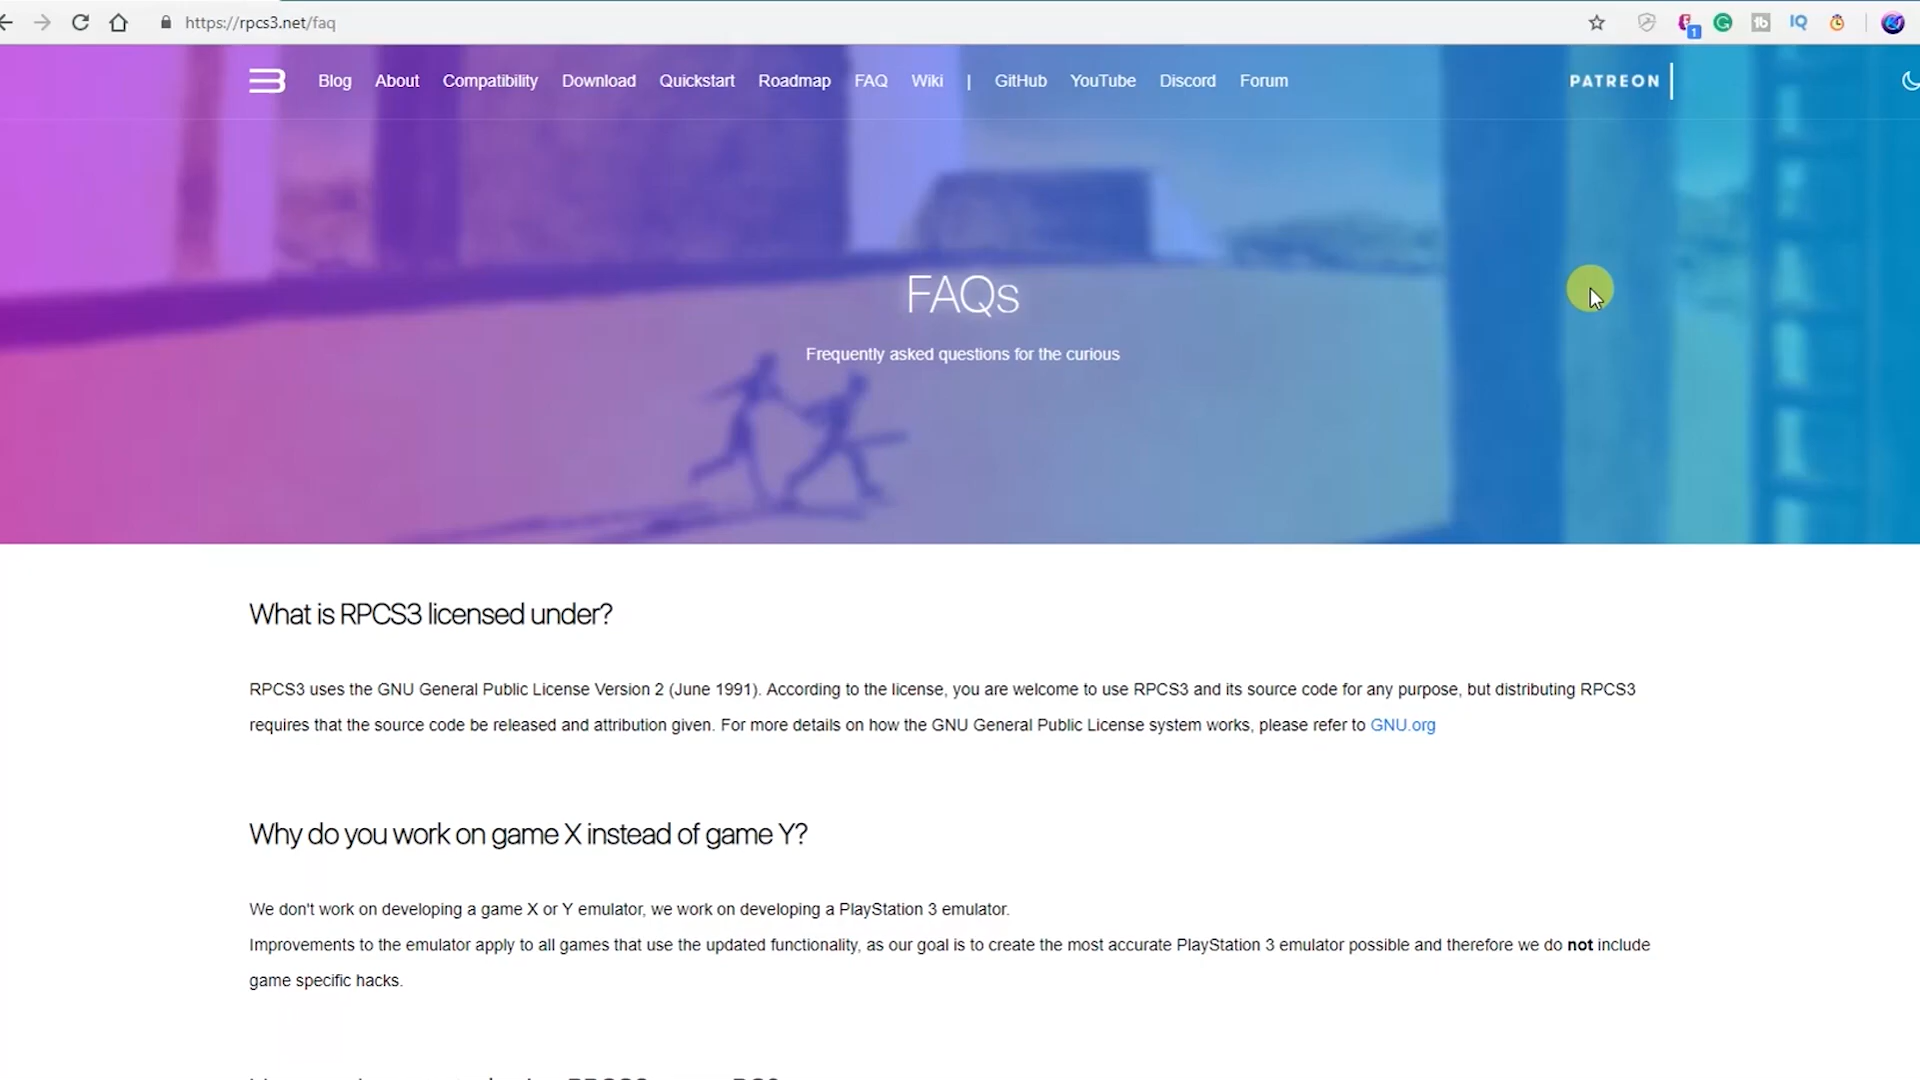 https://rpcs3.net/faq
1
IQ
Blog About Compatibility Download Quickstart Roadmap FAQ Wiki | GitHub YouTube Discord Forum
PATREON
FAQs
Frequently asked questions for the curious
What is RPCS3 licensed under?
RPCS3 uses the GNU General Public License Version 2 (June 1991). According to the license, you are welcome to use RPCS3 and its source code for any purpose, but distributing RPCS3
requires that the source code be released and attribution given. For more details on how the GNU General Public License system works, please refer to GNU.org
Why do you work on game X instead of game Y?
We don't work on developing a game X or Y emulator, we work on developing a PlayStation 3 emulator.
Improvements to the emulator apply to all games that use the updated functionality, as our goal is to create the most accurate PlayStation 3 emulator possible and therefore we do not include
game specific hacks.